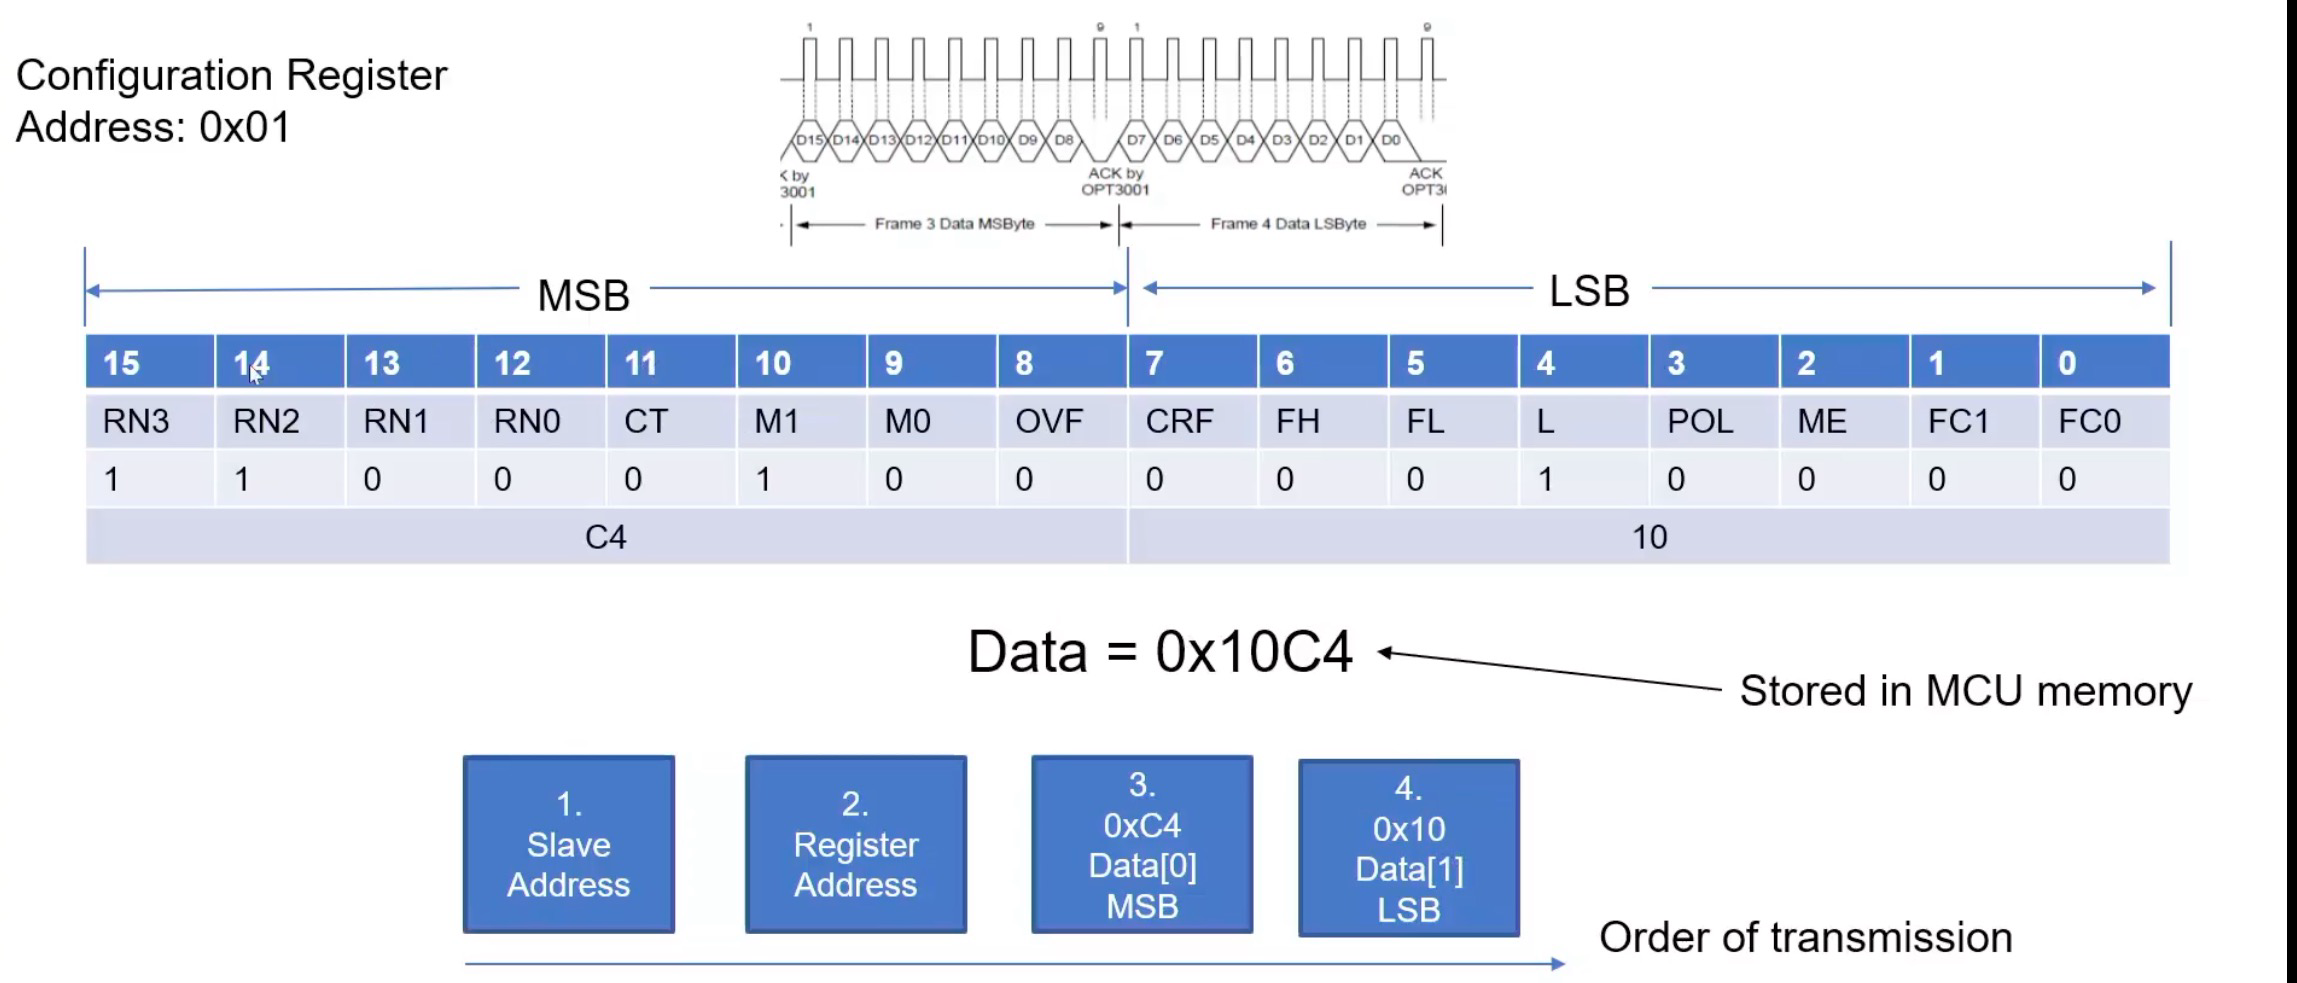 Configuration Register
Address: 0x01
1 9 1 9
D15 D14 D13 D12 D11 D10 D9 D8 D7 D6 D5 D4 D3 D2 D1 D0
by ACK by ACK
3001 OPT3001 OPT3
Frame 3 Data MSByte Frame 4 Data LSByte
MSB LSB
15 14 13 12 11 10 9 8 7 6 5 4 3 2 1 0
RN3 RN2 RN1 RN0 CT M1 M0 OVF CRF FH FL L POL ME FC1 FC0
1 1 0 0 0 1 0 0 0 0 0 1 0 0 0 0
C4 10
Data = 0x10C4
Stored in MCU memory
1.
Slave
Address
2.
Register
Address
3.
0xC4
Data[0]
MSB
4.
0x10
Data[1]
LSB
Order of transmission